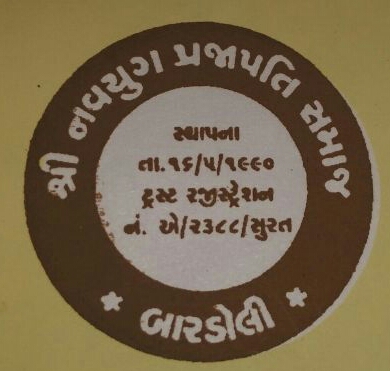 શ્રી નવયુગ પ્રજાપતિ સમાજ
સ્થાપના
તા.૧૬/૫/૧૯૯૦
ટ્રસ્ટ રજીસ્ટ્રેશન
નં. એ/૨૩૮૮/સુરત
* બારડોલી *